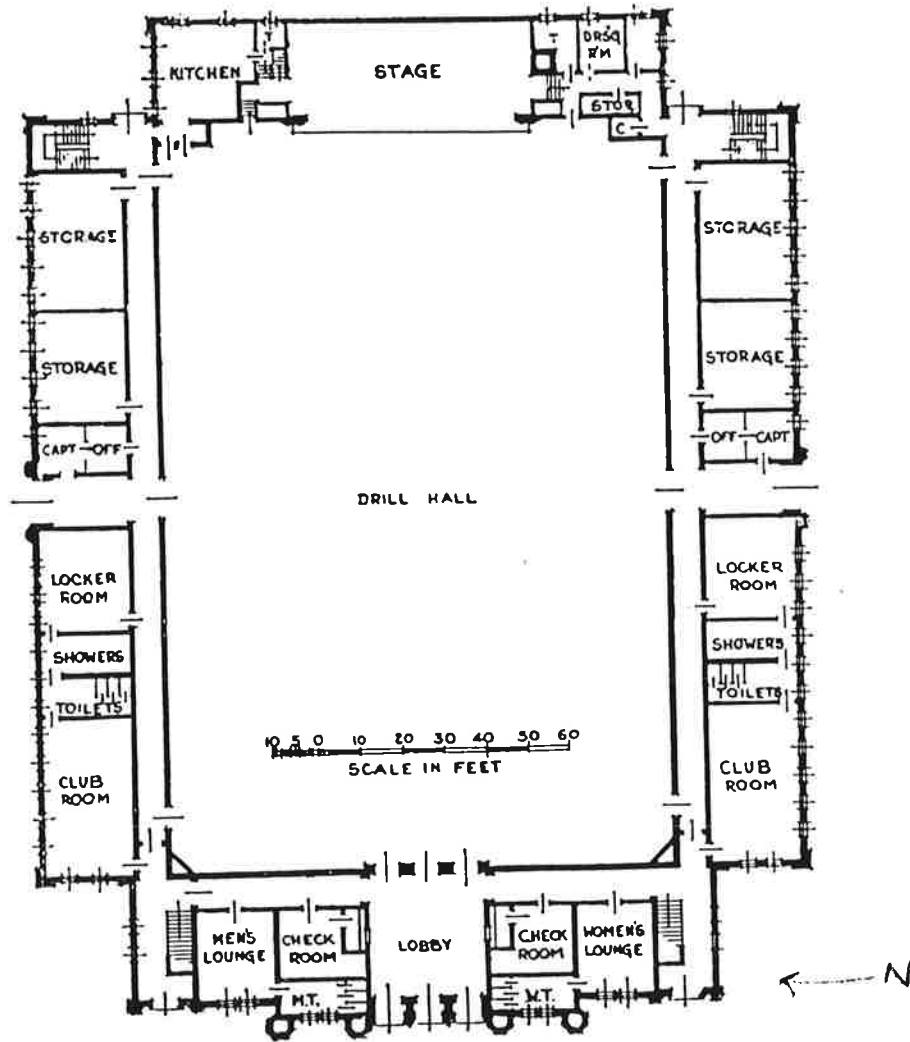 T
T
DRS'G
R'M
KITCHEN
STAGE
STOR
C
STORAGE
STORAGE
STORAGE
STORAGE
CAPT OFF
OFF CAPT
DRILL HALL
LOCKER
ROOM
LOCKER
ROOM
SHOWERS
SHOWERS
TOILETS
TOILETS
10 5 0 10 20 30 40 50 60
SCALE IN FEET
CLUB
ROOM
CLUB
ROOM
MEN'S
LOUNGE
CHECK
ROOM
LOBBY
CHECK
ROOM
WOMEN'S
LOUNGE
M.T.
W.T.
N